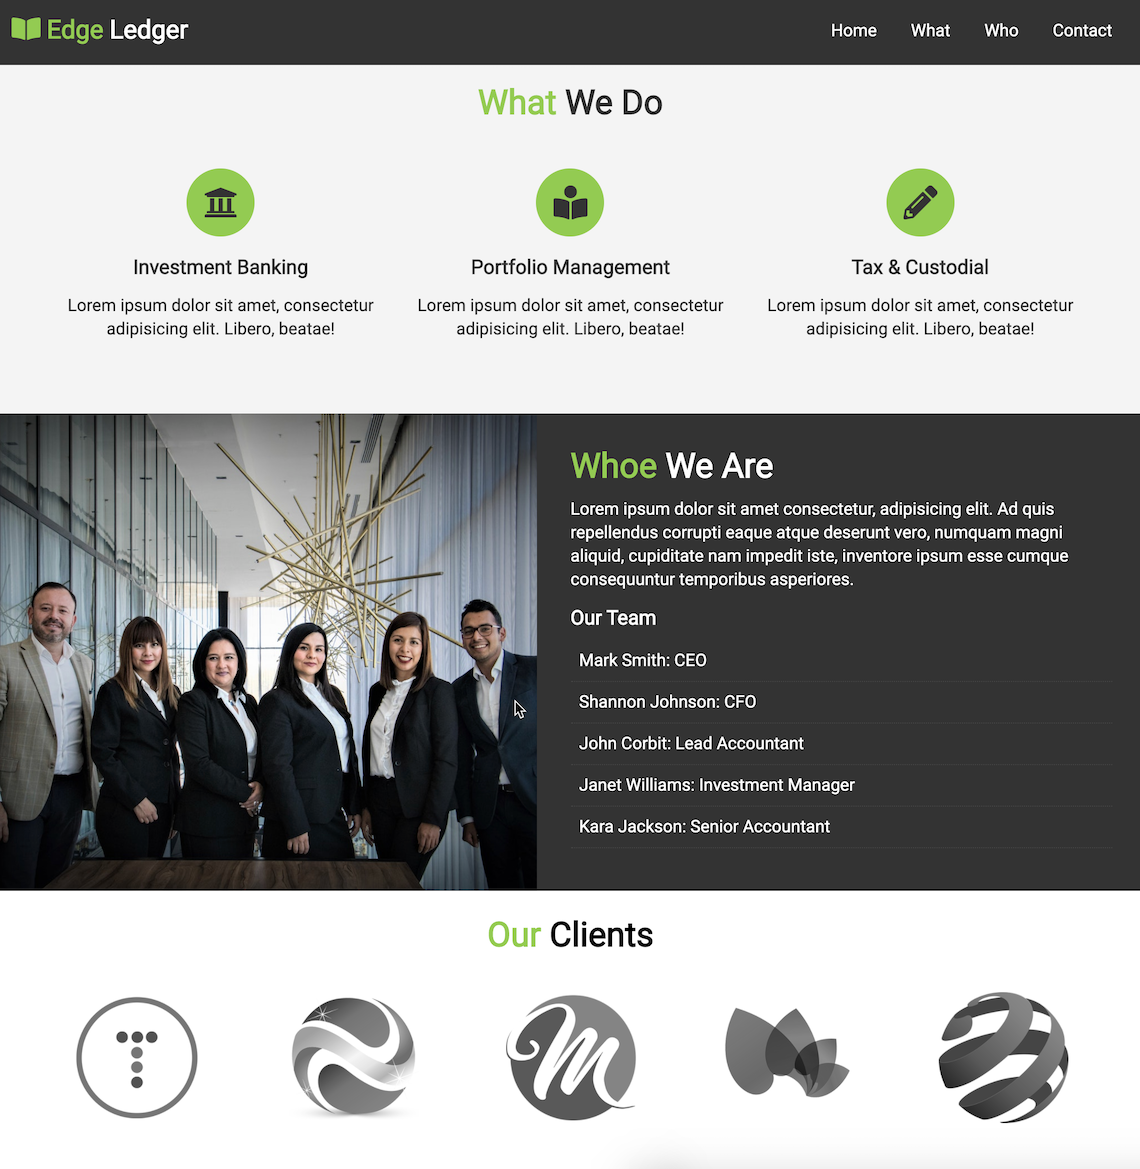 Edge Ledger
Home What Who Contact
What We Do
Investment Banking
Lorem ipsum dolor sit amet, consectetur
adipisicing elit. Libero, beatae!
Portfolio Management
Lorem ipsum dolor sit amet, consectetur
adipisicing elit. Libero, beatae!
Tax & Custodial
Lorem ipsum dolor sit amet, consectetur
adipisicing elit. Libero, beatae!
Whoe We Are
Lorem ipsum dolor sit amet consectetur, adipisicing elit. Ad quis
repellendus corrupti eaque atque deserunt vero, numquam magni
aliquid, cupiditate nam impedit iste, inventore ipsum esse cumque
consequuntur temporibus asperiores.
Our Team
Mark Smith: CEO
Shannon Johnson: CFO
John Corbit: Lead Accountant
Janet Williams: Investment Manager
Kara Jackson: Senior Accountant
Our Clients
T
M